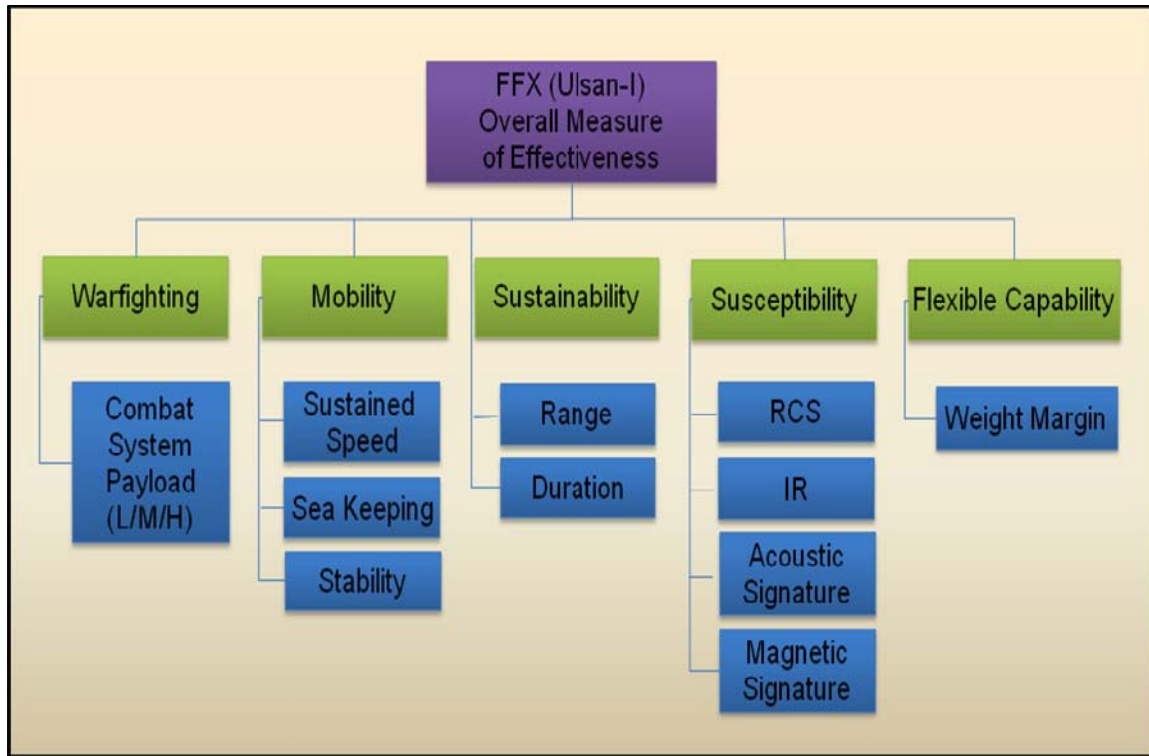 FFX (Ulsan-I)
Overall Measure
of Effectiveness
Warfighting
Mobility
Sustainability
Susceptibility
Flexible Capability
Combat
System
Payload
(L/M/H)
Sustained
Speed
Sea Keeping
Stability
Range
Duration
RCS
IR
Acoustic
Signature
Magnetic
Signature
Weight Margin